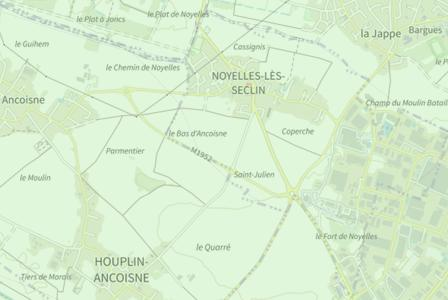 le Plat à Joncs
le Plat de Noyelles
la Jappe
Bargues
le Guihem
Cassignis
le Chemin de Noyelles
NOYELLES-LÈS-
SECLIN
Ancoisne
Champ du Moulin Batail
le Bas d'Ancoisne
Coperche
Parmentier
M1952
le Moulin
Saint-Julien
le Fort de Noyelles
le Quarré
HOUPLIN-
ANCOISNE
Tiers de Marais